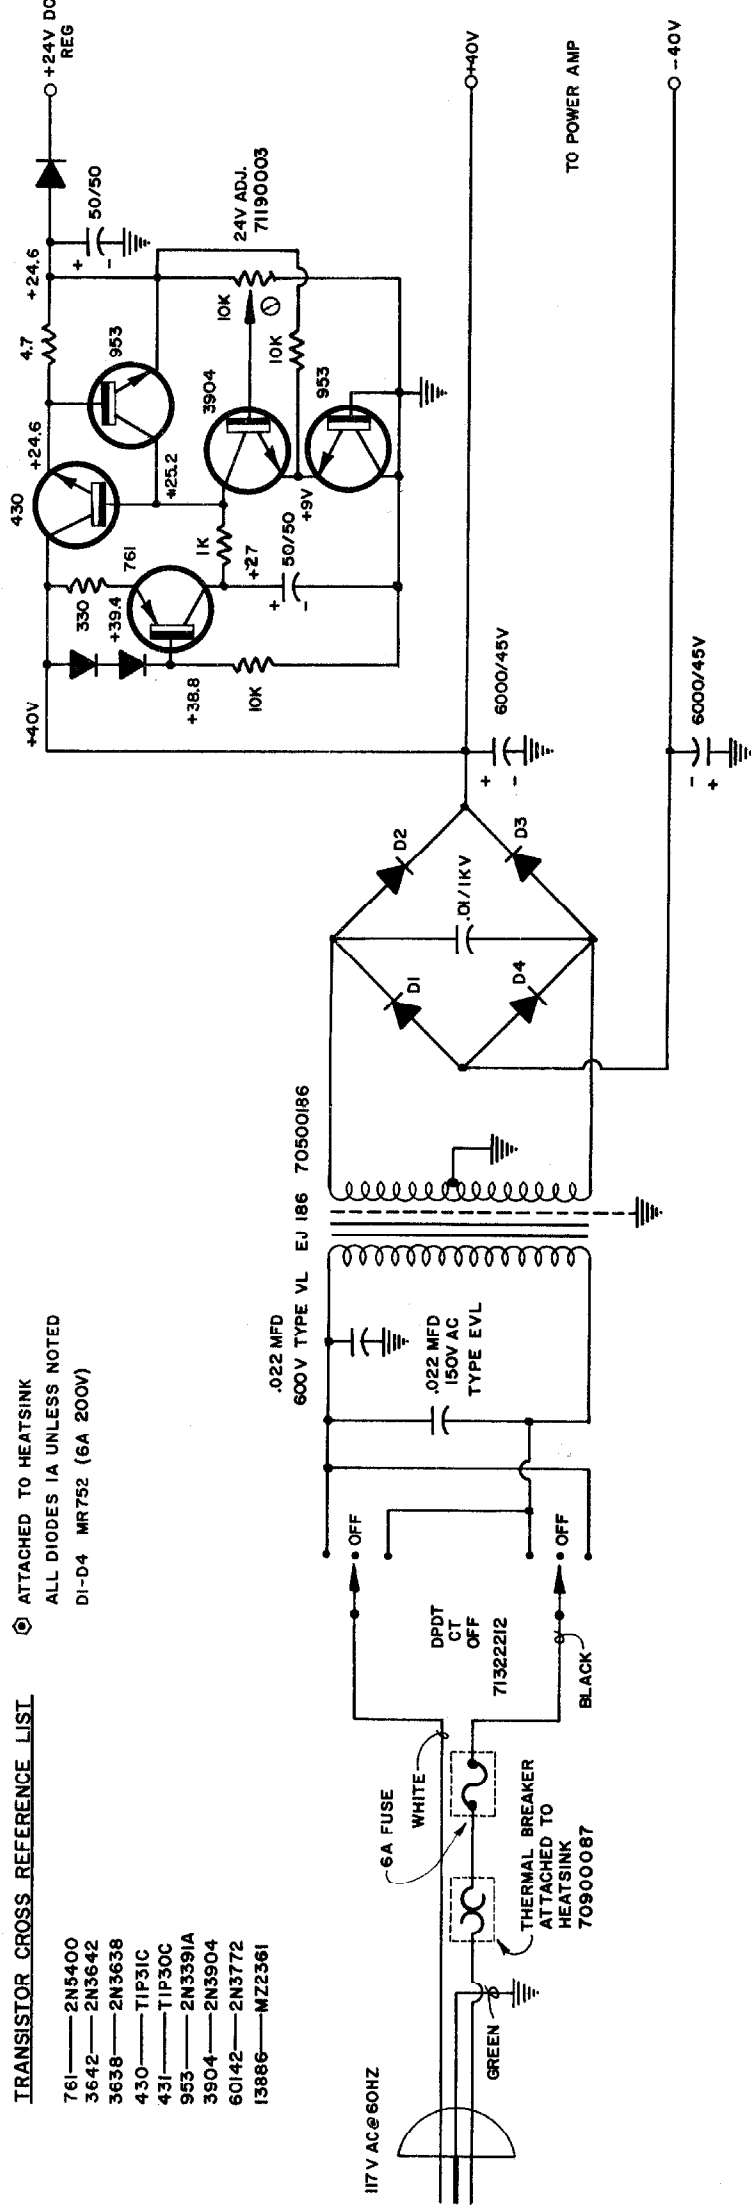 TRANSISTOR CROSS REFERENCE LIST
761——2N5400
3642——2N3642
3638——2N3638
430——TIP31C
431——TIP30C
953——2N3391A
3904——2N3904
60142——2N3772
13886——MZ2361
ATTACHED TO HEATSINK
ALL DIODES 1A UNLESS NOTED
D1-D4 MR752 (6A 200V)
117V AC@60HZ
GREEN
THERMAL BREAKER
ATTACHED TO
HEATSINK
70900087
6A FUSE
WHITE
BLACK
DPDT
CT
OFF
71322212
OFF
OFF
.022 MFD
600V TYPE VL
EJ 186 70500186
.022 MFD
150V AC
TYPE EVL
D1
D2
D3
D4
.01/1KV
+
-
6000/45V
-
+
6000/45V
+40V
+40V
-40V
TO POWER AMP
330
+39.4
761
+38.8
10K
1K
+27
+
-
50/50
430
+24.6
+25.2
4.7
953
+24.6
3904
10K
10K
953
+9V
24V ADJ.
71190003
+
-
50/50
+24V DC
REG